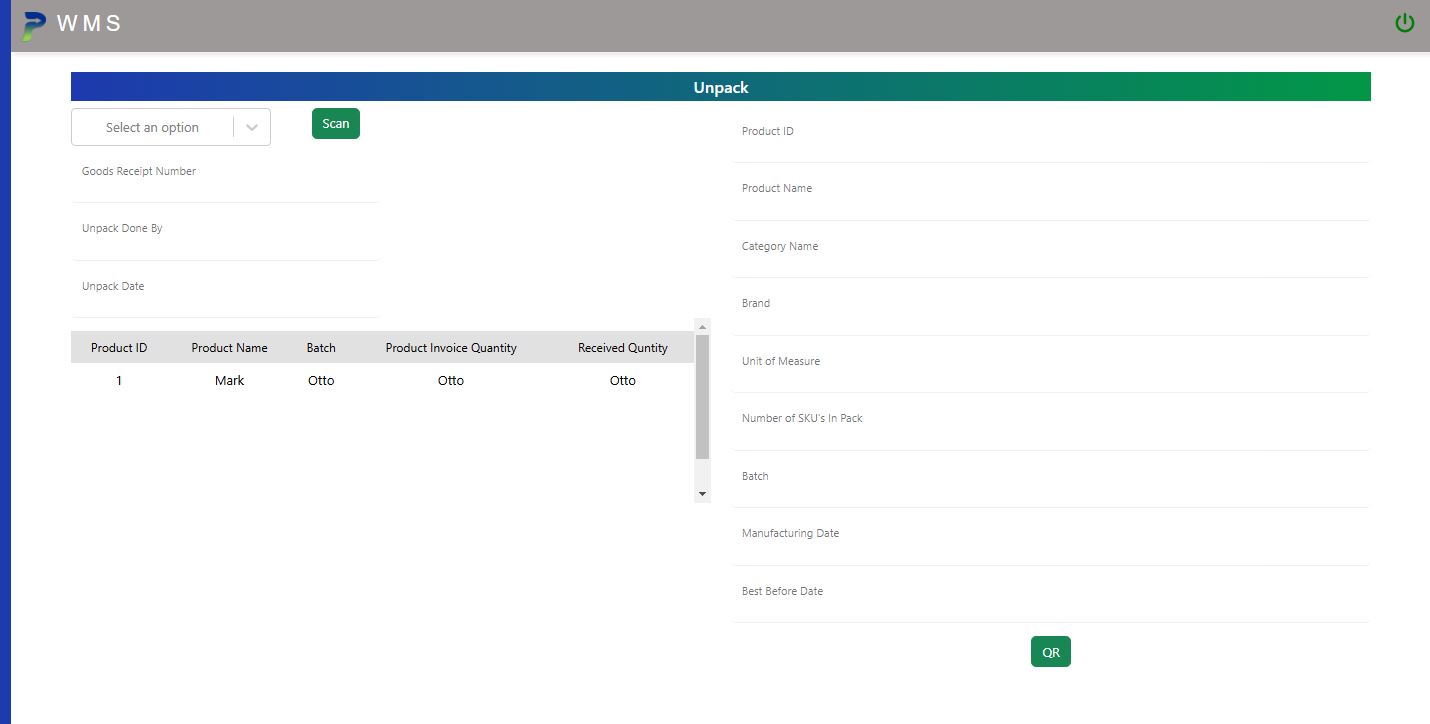 WMS
Unpack
Select an option
Scan
Goods Receipt Number
Unpack Done By
Unpack Date
Product ID Product Name Batch Product Invoice Quantity Received Quntity
1 Mark Otto Otto Otto
Product ID
Product Name
Category Name
Brand
Unit of Measure
Number of SKU's In Pack
Batch
Manufacturing Date
Best Before Date
QR